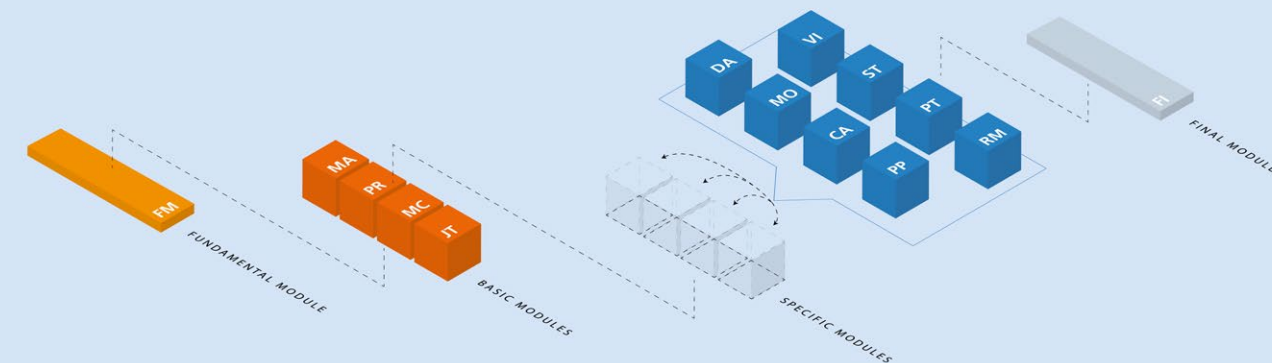 FM
FUNDAMENTAL MODULE
MA
PR
MC
JT
BASIC MODULES
SPECIFIC MODULES
DA
VI
MO
ST
CA
PT
PP
RM
FI
FINAL MODULE